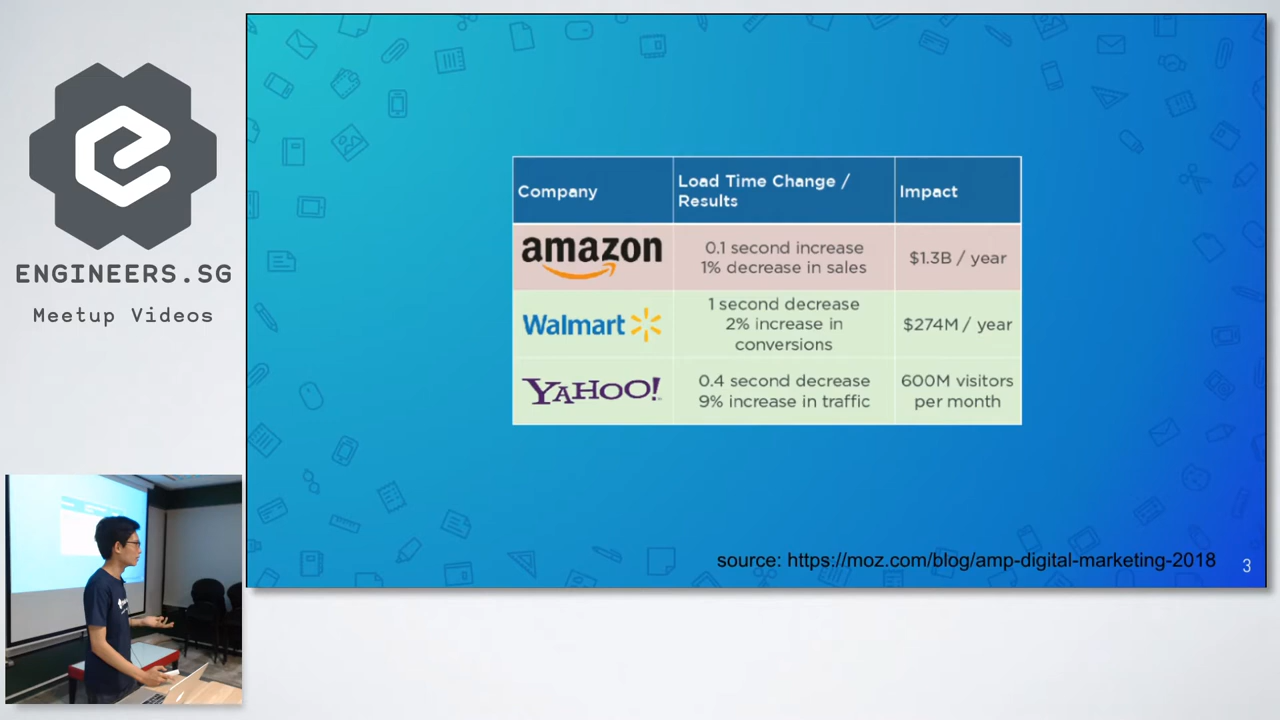 ENGINEERS.SG
Meetup Videos
Company
Load Time Change /
Results
Impact
amazon
0.1 second increase
1% decrease in sales
$1.3B / year
Walmart
1 second decrease
2% increase in
conversions
$274M / year
YAHOO!
0.4 second decrease
9% increase in traffic
600M visitors
per month
source: https://moz.com/blog/amp-digital-marketing-2018
3